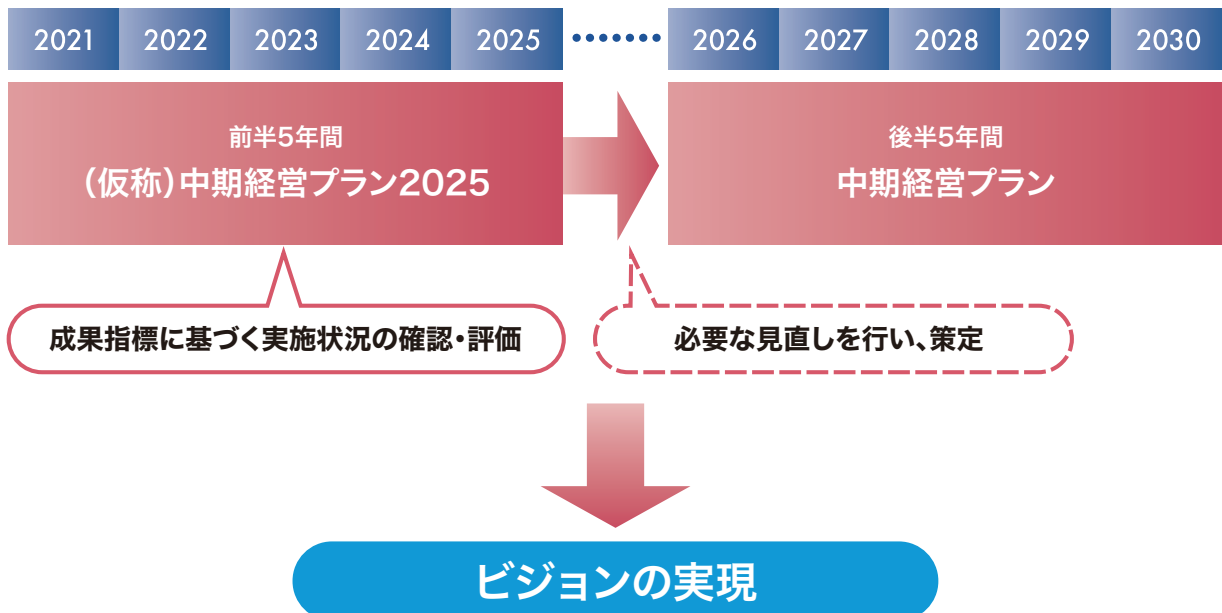 2021 2022 2023 2024 2025 2026 2027 2028 2029 2030
前半5年間
(仮称)中期経営プラン2025
後半5年間
中期経営プラン
成果指標に基づく実施状況の確認・評価
必要な見直しを行い、策定
ビジョンの実現